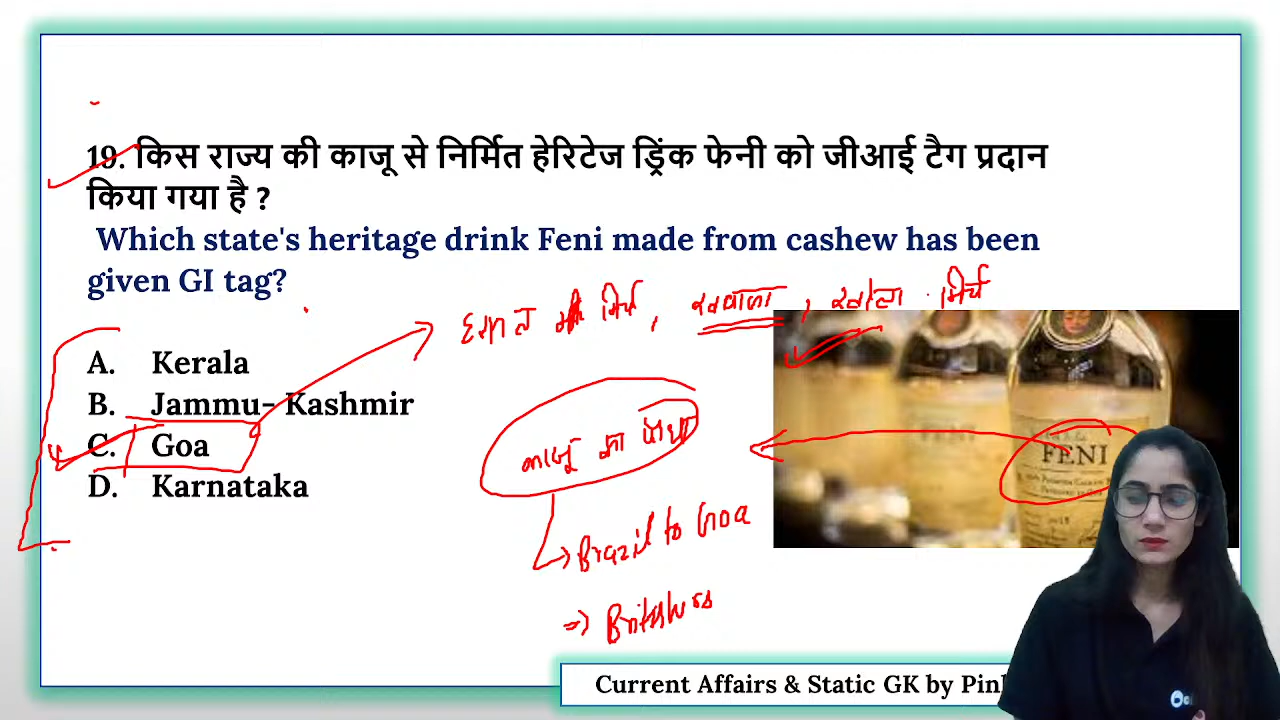 19. किस राज्य की काजू से निर्मित हेरिटेज ड्रिंक फेनी को जीआई टैग प्रदान
किया गया है ?
Which state's heritage drink Feni made from cashew has been
given GI tag?
मिर्च, खाजा, खोला मिर्च
A. Kerala
B. Jammu- Kashmir
C. Goa
D. Karnataka
काजू का पौधा
FENI
Brazil to Goa
Current Affairs & Static GK by